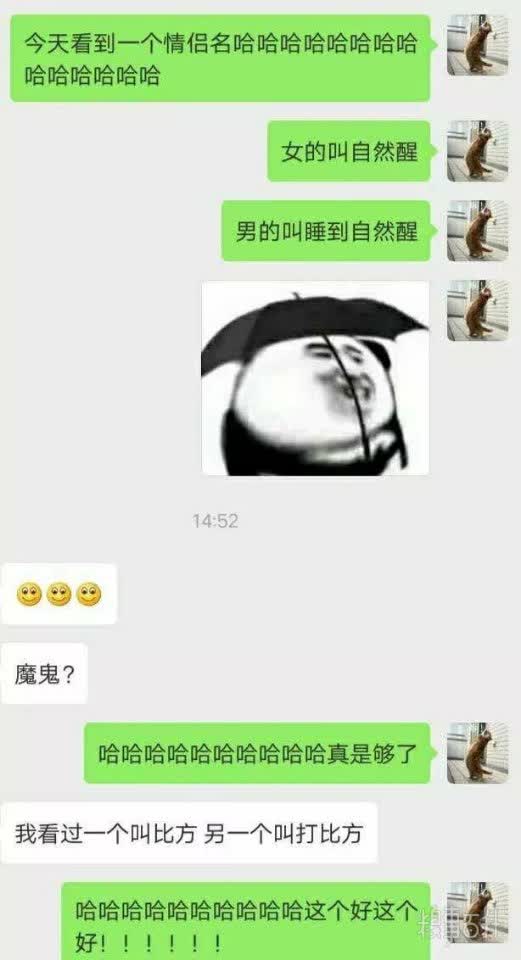 今天看到一个情侣名哈哈哈哈哈哈哈哈
哈哈哈哈哈哈
女的叫自然醒
男的叫睡到自然醒
14:52
魔鬼?
哈哈哈哈哈哈哈哈哈哈真是够了
我看过一个叫比方 另一个叫打比方
哈哈哈哈哈哈哈哈哈哈这个好这个
好！！！！！！